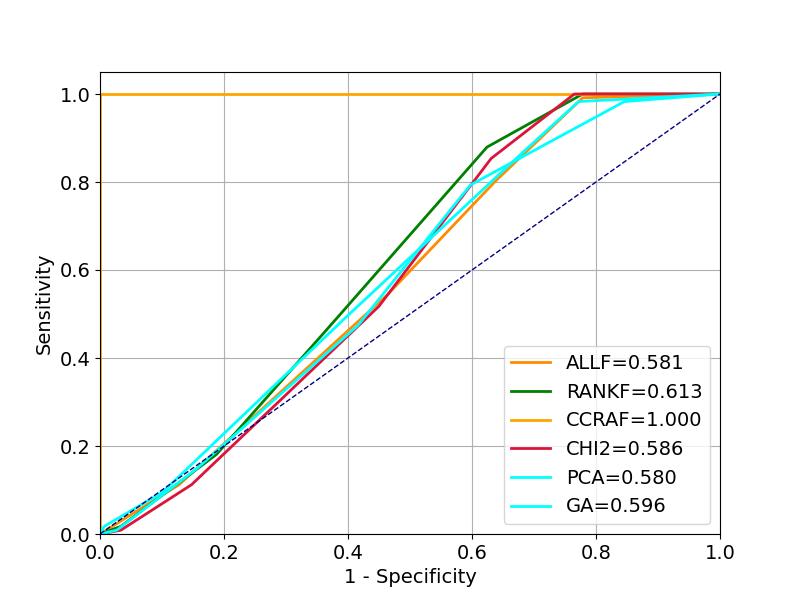 1.0
0.8
0.6
0.4
0.2
0.0
Sensitivity
ALLF=0.581
RANKF=0.613
CCRAF=1.000
CHI2=0.586
PCA=0.580
GA=0.596
0.0 0.2 0.4 0.6 0.8 1.0
1 - Specificity